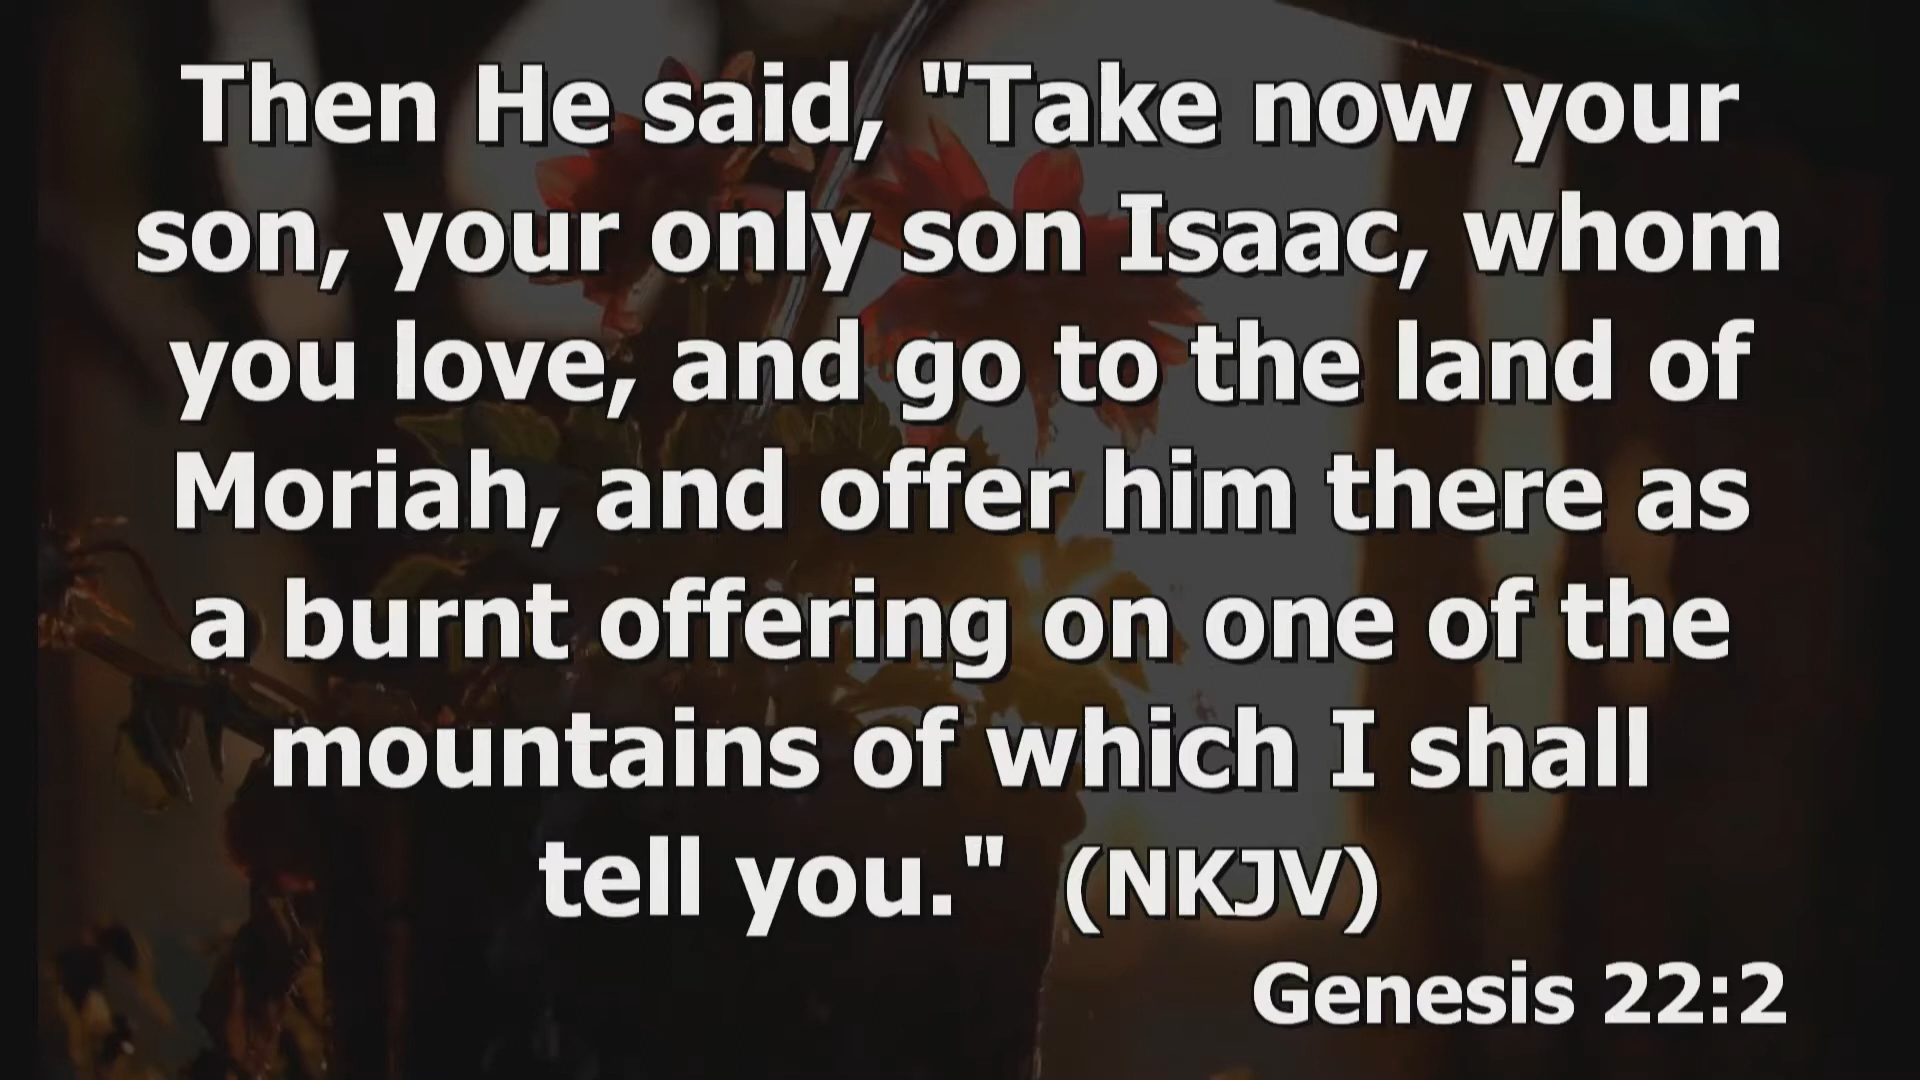 Then He said, "Take now your
son, your only son Isaac, whom
you love, and go to the land of
Moriah, and offer him there as
a burnt offering on one of the
mountains of which I shall
tell you." (NKJV)
Genesis 22:2